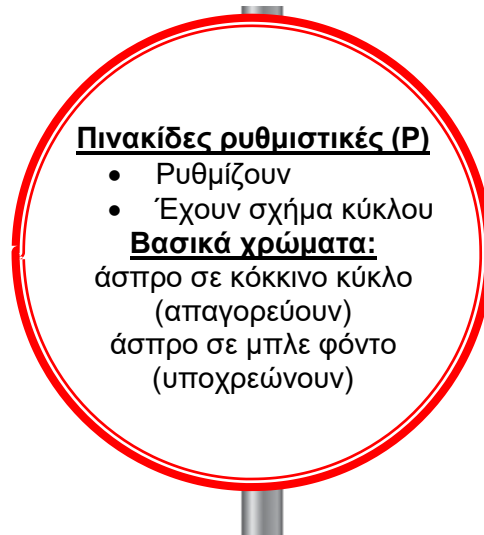 Πινακίδες ρυθμιστικές (Ρ)
• Ρυθμίζουν
• Έχουν σχήμα κύκλου
Βασικά χρώματα:
άσπρο σε κόκκινο κύκλο
(απαγορεύουν)
άσπρο σε μπλε φόντο
(υποχρεώνουν)